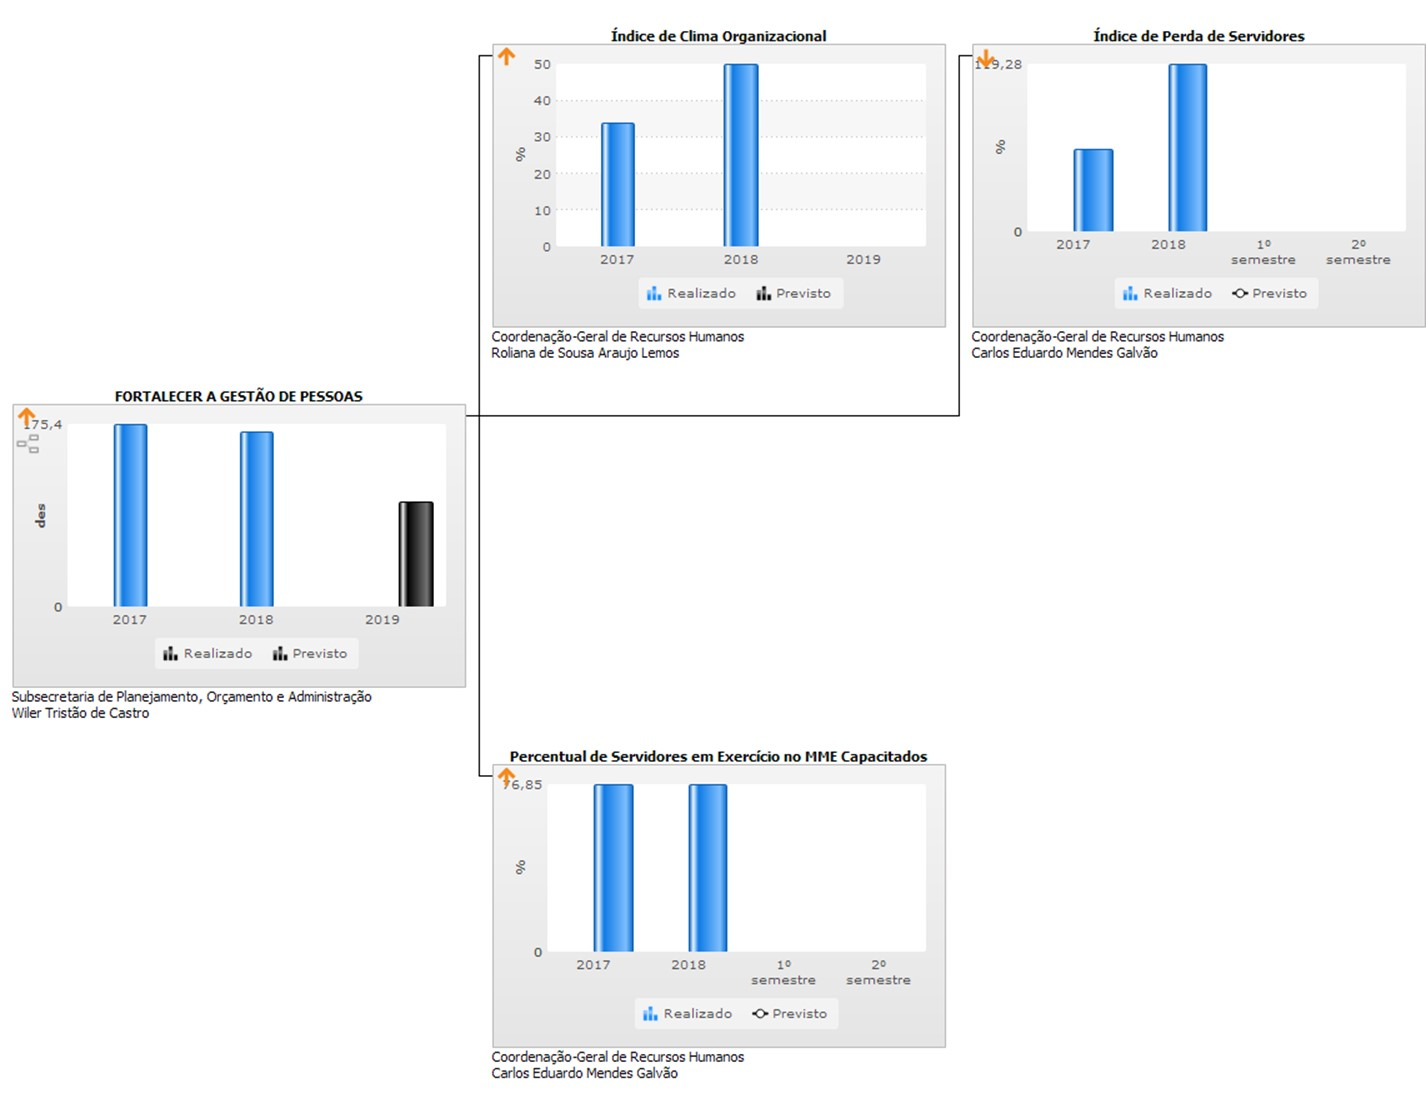 Índice de Clima Organizacional
50
40
30
20
10
0
%
2017 2018 2019
Realizado Previsto
Coordenação-Geral de Recursos Humanos
Roliana de Sousa Araujo Lemos
Índice de Perda de Servidores
119,28
0
%
2017 2018 1º semestre 2º semestre
Realizado Previsto
Coordenação-Geral de Recursos Humanos
Carlos Eduardo Mendes Galvão
FORTALECER A GESTÃO DE PESSOAS
175,4
0
des
2017 2018 2019
Realizado Previsto
Subsecretaria de Planejamento, Orçamento e Administração
Wiler Tristão de Castro
Percentual de Servidores em Exercício no MME Capacitados
76,85
0
%
2017 2018 1º semestre 2º semestre
Realizado Previsto
Coordenação-Geral de Recursos Humanos
Carlos Eduardo Mendes Galvão